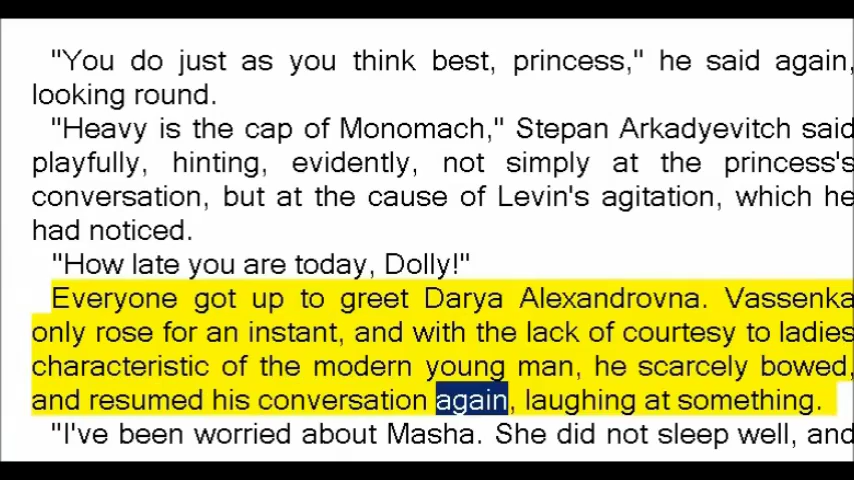 "You do just as you think best, princess," he said again,
looking round.
"Heavy is the cap of Monomach," Stepan Arkadyevitch said
playfully, hinting, evidently, not simply at the princess's
conversation, but at the cause of Levin's agitation, which he
had noticed.
"How late you are today, Dolly!"
Everyone got up to greet Darya Alexandrovna. Vassenka
only rose for an instant, and with the lack of courtesy to ladies
characteristic of the modern young man, he scarcely bowed,
and resumed his conversation again, laughing at something.
"I've been worried about Masha. She did not sleep well, and